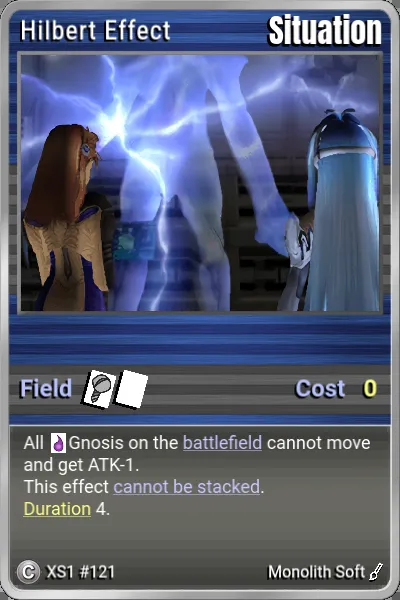 Hilbert Effect Situation
Field Cost 0
All Gnosis on the battlefield cannot move
and get ATK-1.
This effect cannot be stacked.
Duration 4.
C XS1 #121 Monolith Soft